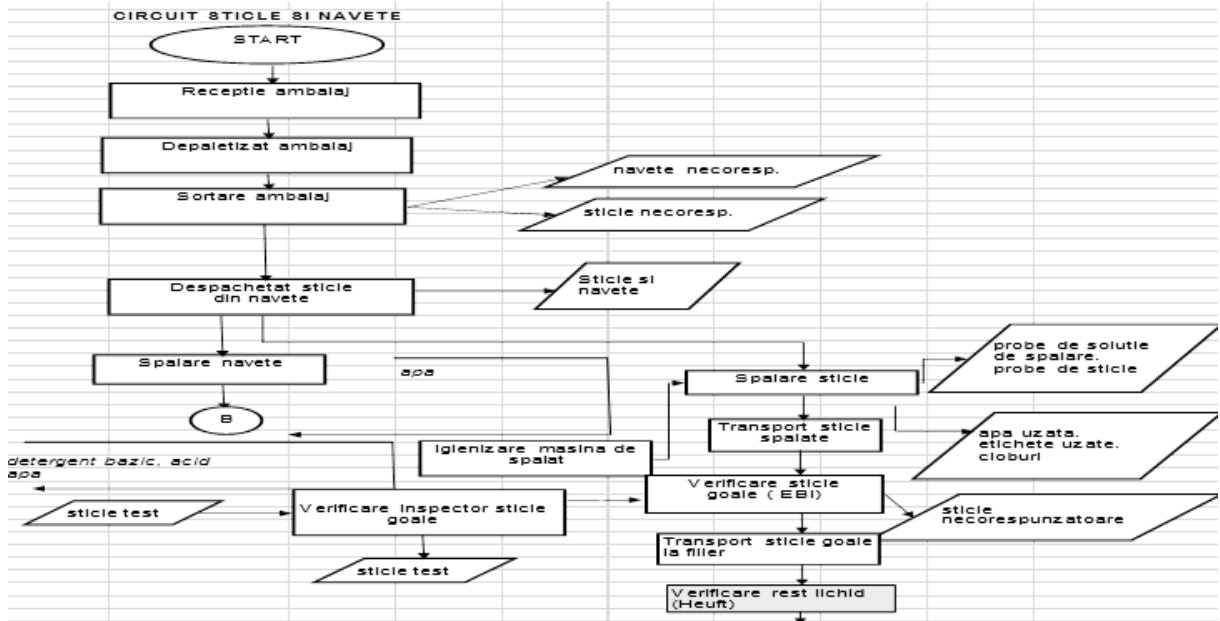 CIRCUIT STICLE SI NAVETE
START
Receptie ambalaj
Depaletizat ambalaj
Sortare ambalaj
navete necoresp.
sticle necoresp.
Despachetat sticle
din navete
Sticle si
navete
Spalare navete
B
apa
Spalare sticle
probe de solutie
de spalare.
probe de sticle
Transport sticle
spalate
apa uzata.
etichete uzate.
cioburi
Igienizare masina de
spalat
detergent bazic, acid
apa
Verificare sticle
goale ( EBI)
sticle
necorespunzatoare
sticle test
Verificare inspector sticle
goale
sticle test
Transport sticle goale
la filler
Verificare rest lichid
(Heuft)